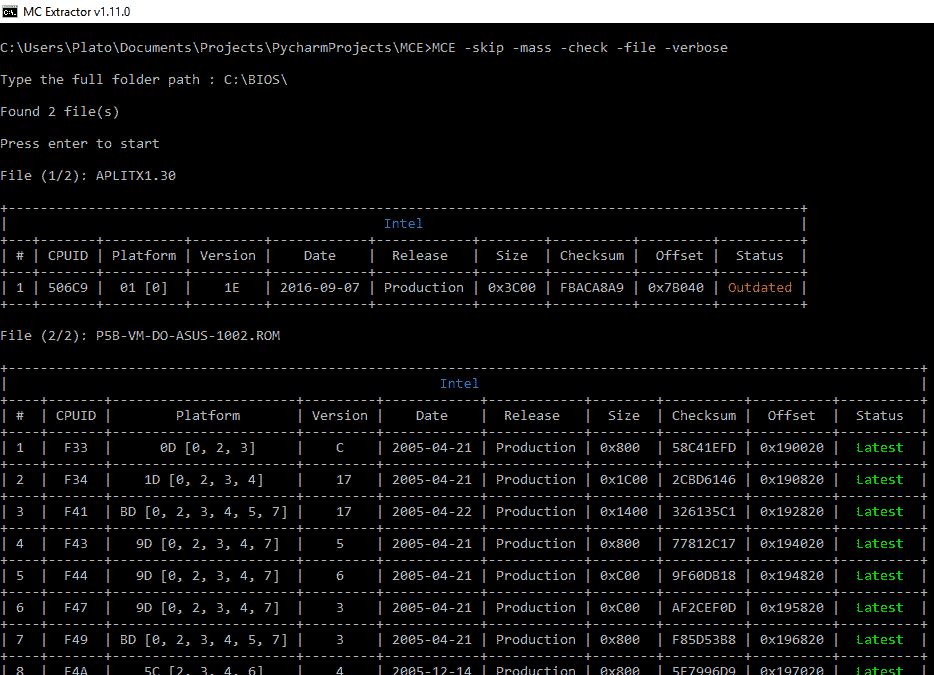 MC Extractor v1.11.0
C:\Users\Plato\Documents\Projects\PycharmProjects\MCE>MCE -skip -mass -check -file -verbose
Type the full folder path : C:\BIOS\
Found 2 file(s)
Press enter to start
File (1/2): APLITX1.30
Intel
| # | CPUID | Platform | Version | Date | Release | Size | Checksum | Offset | Status |
| 1 | 506C9 | 01 [0] | 1E | 2016-09-07 | Production | 0x3C00 | FBACA8A9 | 0x7B040 | Outdated |
File (2/2): P5B-VM-DO-ASUS-1002.ROM
Intel
| # | CPUID | Platform | Version | Date | Release | Size | Checksum | Offset | Status |
| 1 | F33 | 0D [0, 2, 3] | C | 2005-04-21 | Production | 0x800 | 58C41EFD | 0x190020 | Latest |
| 2 | F34 | 1D [0, 2, 3, 4] | 17 | 2005-04-21 | Production | 0x1C00 | 2CBD6146 | 0x190820 | Latest |
| 3 | F41 | BD [0, 2, 3, 4, 5, 7] | 17 | 2005-04-22 | Production | 0x1400 | 326135C1 | 0x192820 | Latest |
| 4 | F43 | 9D [0, 2, 3, 4, 7] | 5 | 2005-04-21 | Production | 0x800 | 77812C17 | 0x194020 | Latest |
| 5 | F44 | 9D [0, 2, 3, 4, 7] | 6 | 2005-04-21 | Production | 0xC00 | 9F60DB18 | 0x194820 | Latest |
| 6 | F47 | 9D [0, 2, 3, 4, 7] | 3 | 2005-04-21 | Production | 0xC00 | AF2CEF0D | 0x195820 | Latest |
| 7 | F49 | BD [0, 2, 3, 4, 5, 7] | 3 | 2005-04-21 | Production | 0x800 | F85D53B8 | 0x196820 | Latest |
| 8 | F4A | 5C [2, 3, 4, 6] | 4 | 2005-12-14 | Production | 0x800 | 5E7996D9 | 0x197020 | Latest |